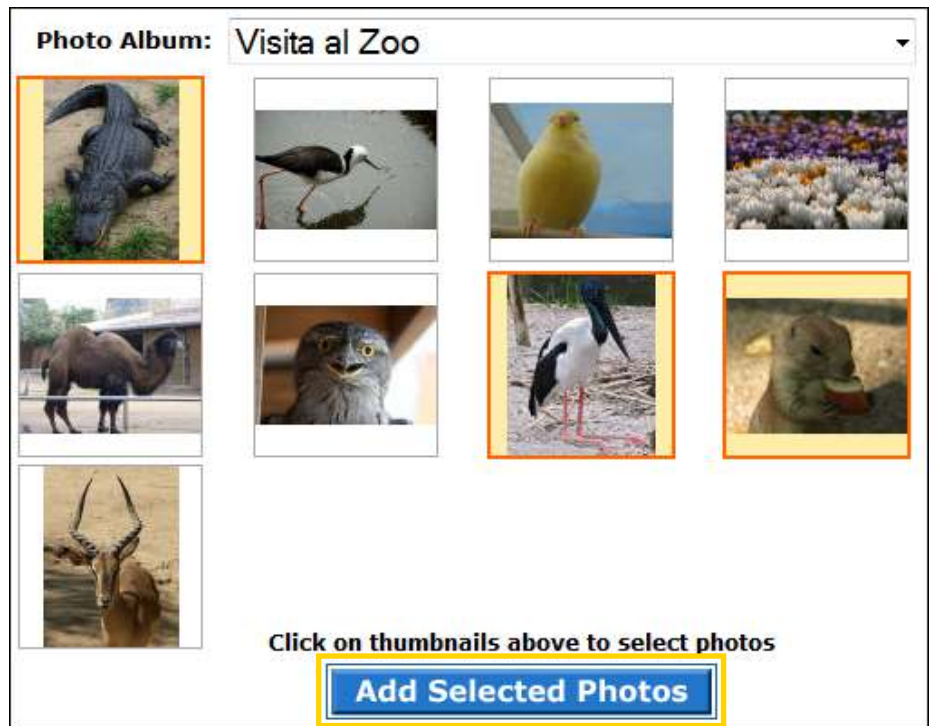 Photo Album: Visita al Zoo
Click on thumbnails above to select photos
Add Selected Photos